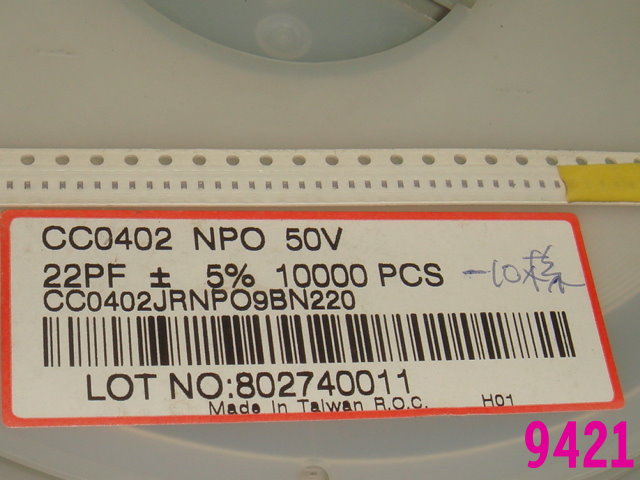 CC0402 NPO 50V
22PF ± 5% 10000 PCS
CC0402JRNPO9BN220
LOT NO:802740011
Made In Taiwan R.O.C. H01
9421